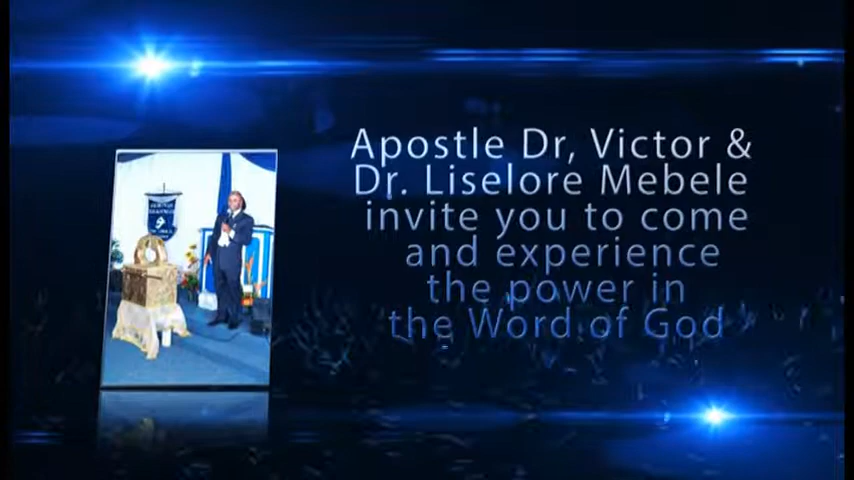 Apostle Dr, Victor &
Dr. Liselore Mebele
invite you to come
and experience
the power in
the Word of God